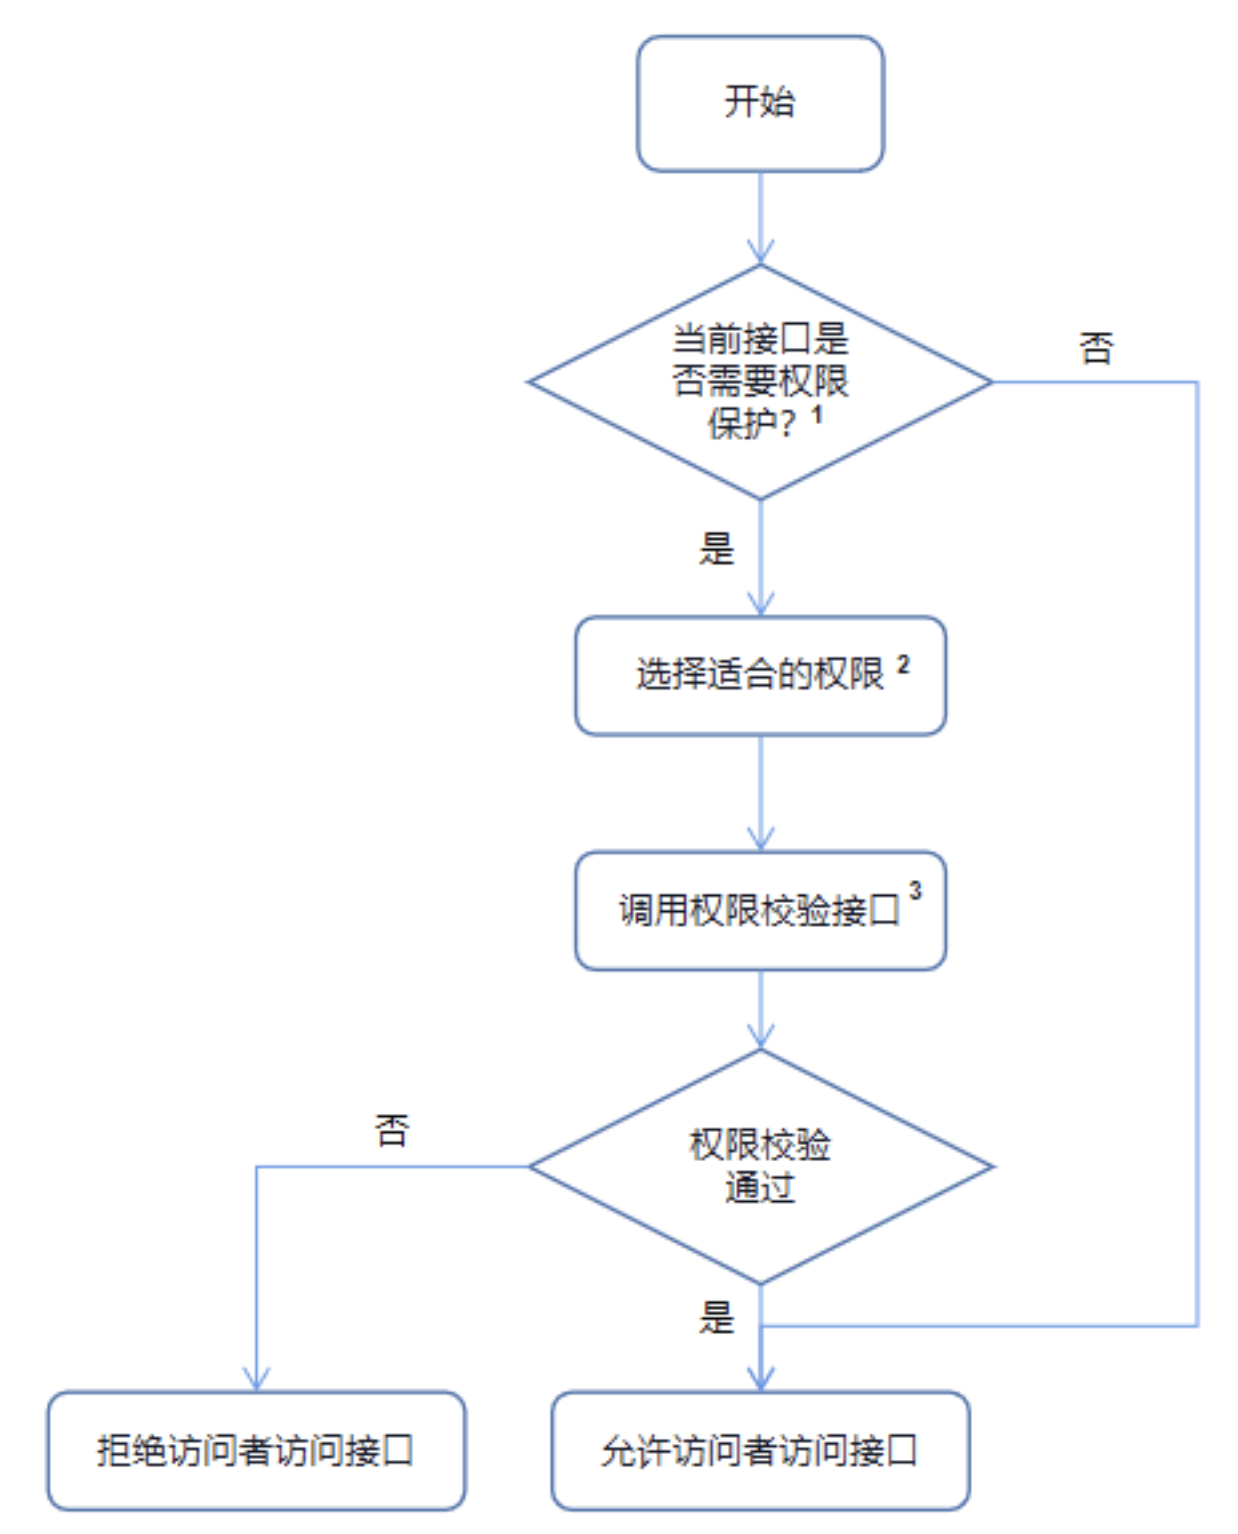 开始
当前接口是
否需要权限
保护？1
否
是
选择适合的权限 2
调用权限校验接口 3
权限校验
通过
否
是
拒绝访问者访问接口
允许访问者访问接口